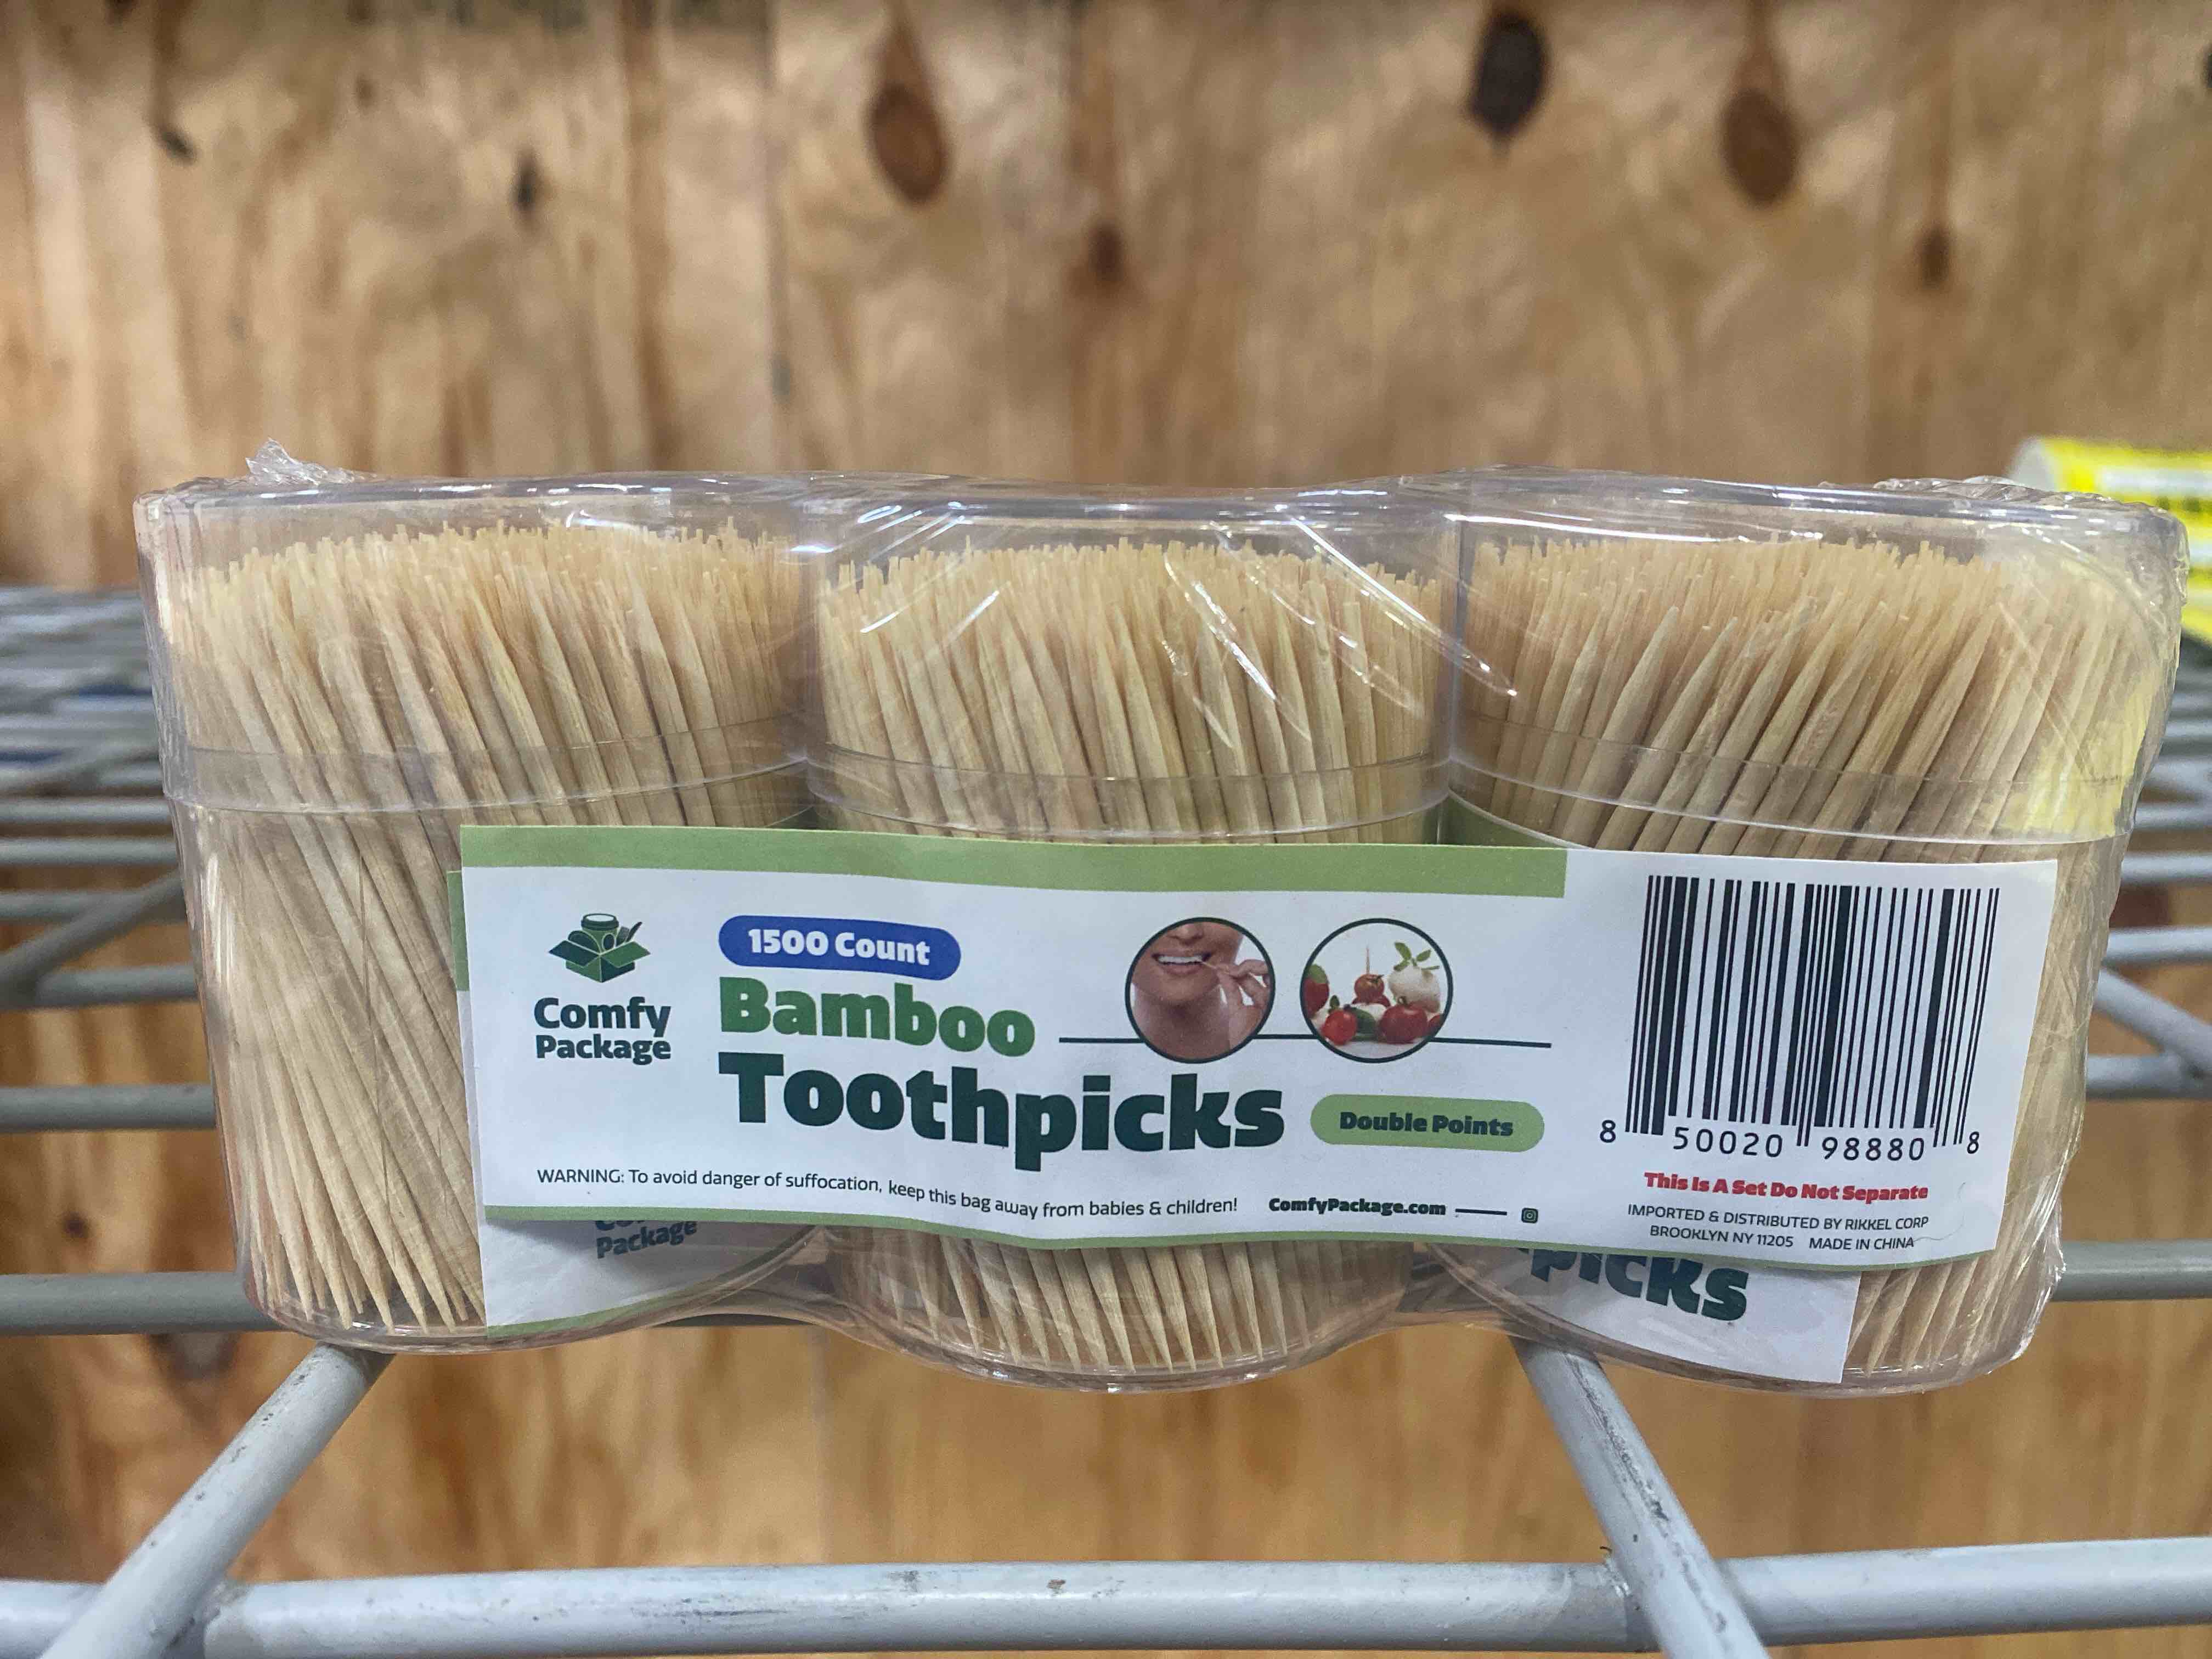 1500 Count
Comfy
Package
Bamboo
Toothpicks
Double Points
WARNING: To avoid danger of suffocation, keep this bag away from babies & children!
ComfyPackage.com
8 50020 98880 8
This Is A Set Do Not Separate
IMPORTED & DISTRIBUTED BY RIKKEL CORP
BROOKLYN NY 11205 MADE IN CHINA
Package
picks